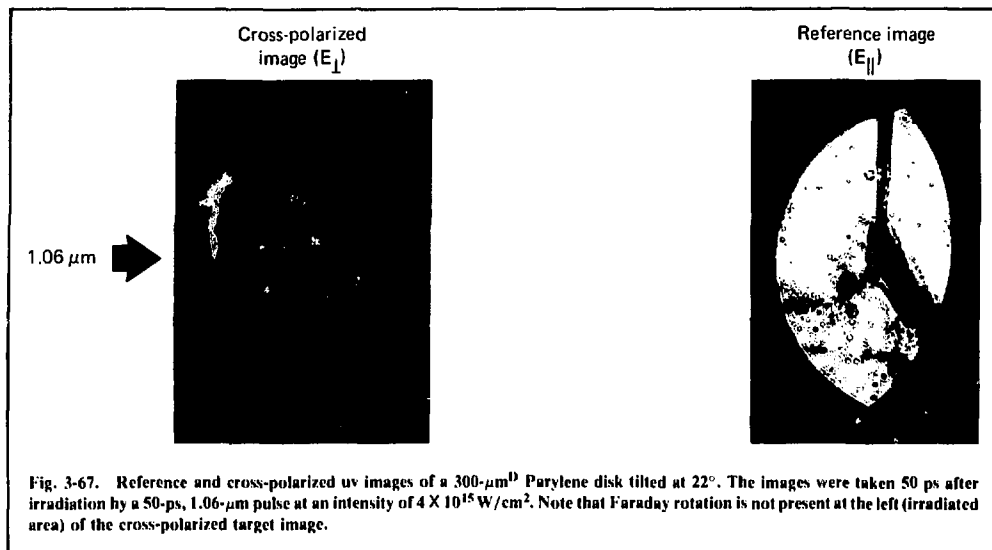 Cross-polarized
image (E⊥)
Reference image
(E||)
1.06 μm
Fig. 3-67. Reference and cross-polarized uv images of a 300-μmD Parylene disk tilted at 22°. The images were taken 50 ps after
irradiation by a 50-ps, 1.06-μm pulse at an intensity of 4 X 10¹⁵ W/cm². Note that Faraday rotation is not present at the left (irradiated
area) of the cross-polarized target image.